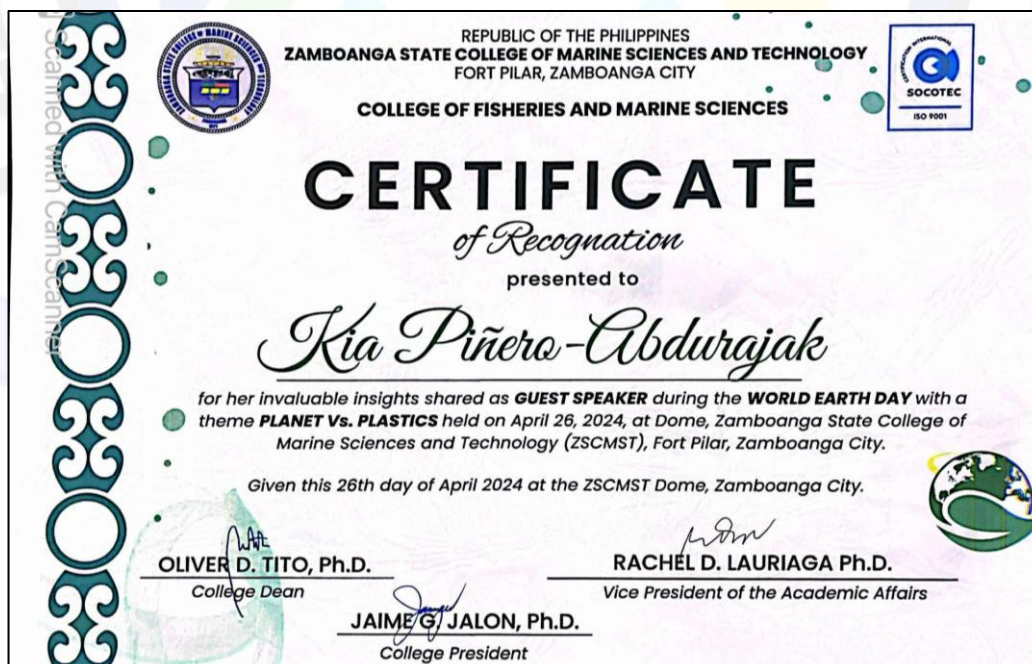 REPUBLIC OF THE PHILIPPINES
ZAMBOANGA STATE COLLEGE OF MARINE SCIENCES AND TECHNOLOGY
FORT PILAR, ZAMBOANGA CITY
COLLEGE OF FISHERIES AND MARINE SCIENCES
SOCOTEC
ISO 9001
CERTIFICATE
of Recognation
presented to
Kia Piñero-Abdurajak
for her invaluable insights shared as GUEST SPEAKER during the WORLD EARTH DAY with a
theme PLANET Vs. PLASTICS held on April 26, 2024, at Dome, Zamboanga State College of
Marine Sciences and Technology (ZSCMST), Fort Pilar, Zamboanga City.
Given this 26th day of April 2024 at the ZSCMST Dome, Zamboanga City.
OLIVER D. TITO, Ph.D.
College Dean
RACHEL D. LAURIAGA Ph.D.
Vice President of the Academic Affairs
JAIME G. JALON, Ph.D.
College President
Scanned with CamScanner